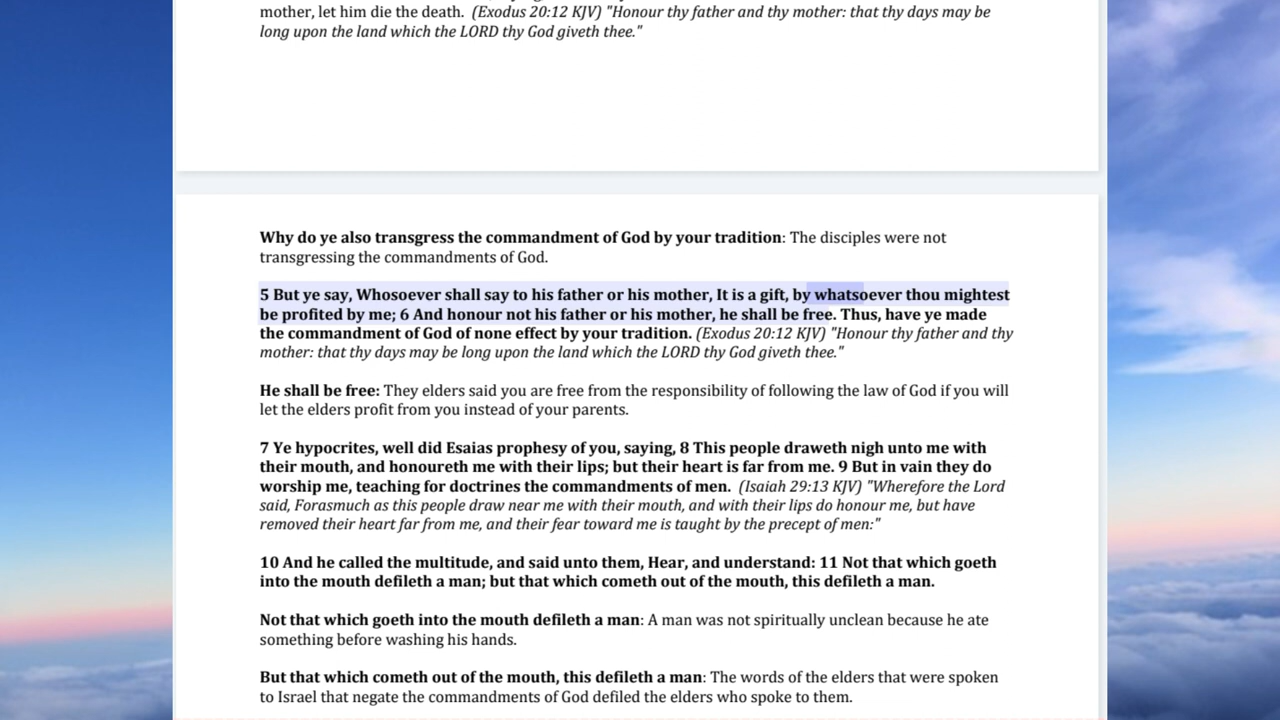 mother, let him die the death. (Exodus 20:12 KJV) "Honour thy father and thy mother: that thy days may be
long upon the land which the LORD thy God giveth thee."
Why do ye also transgress the commandment of God by your tradition: The disciples were not
transgressing the commandments of God.
5 But ye say, Whosoever shall say to his father or his mother, It is a gift, by whatsoever thou mightest
be profited by me; 6 And honour not his father or his mother, he shall be free. Thus, have ye made
the commandment of God of none effect by your tradition. (Exodus 20:12 KJV) "Honour thy father and thy
mother: that thy days may be long upon the land which the LORD thy God giveth thee."
He shall be free: They elders said you are free from the responsibility of following the law of God if you will
let the elders profit from you instead of your parents.
7 Ye hypocrites, well did Esaias prophesy of you, saying, 8 This people draweth nigh unto me with
their mouth, and honoureth me with their lips; but their heart is far from me. 9 But in vain they do
worship me, teaching for doctrines the commandments of men. (Isaiah 29:13 KJV) "Wherefore the Lord
said, Forasmuch as this people draw near me with their mouth, and with their lips do honour me, but have
removed their heart far from me, and their fear toward me is taught by the precept of men:"
10 And he called the multitude, and said unto them, Hear, and understand: 11 Not that which goeth
into the mouth defileth a man; but that which cometh out of the mouth, this defileth a man.
Not that which goeth into the mouth defileth a man: A man was not spiritually unclean because he ate
something before washing his hands.
But that which cometh out of the mouth, this defileth a man: The words of the elders that were spoken
to Israel that negate the commandments of God defiled the elders who spoke to them.